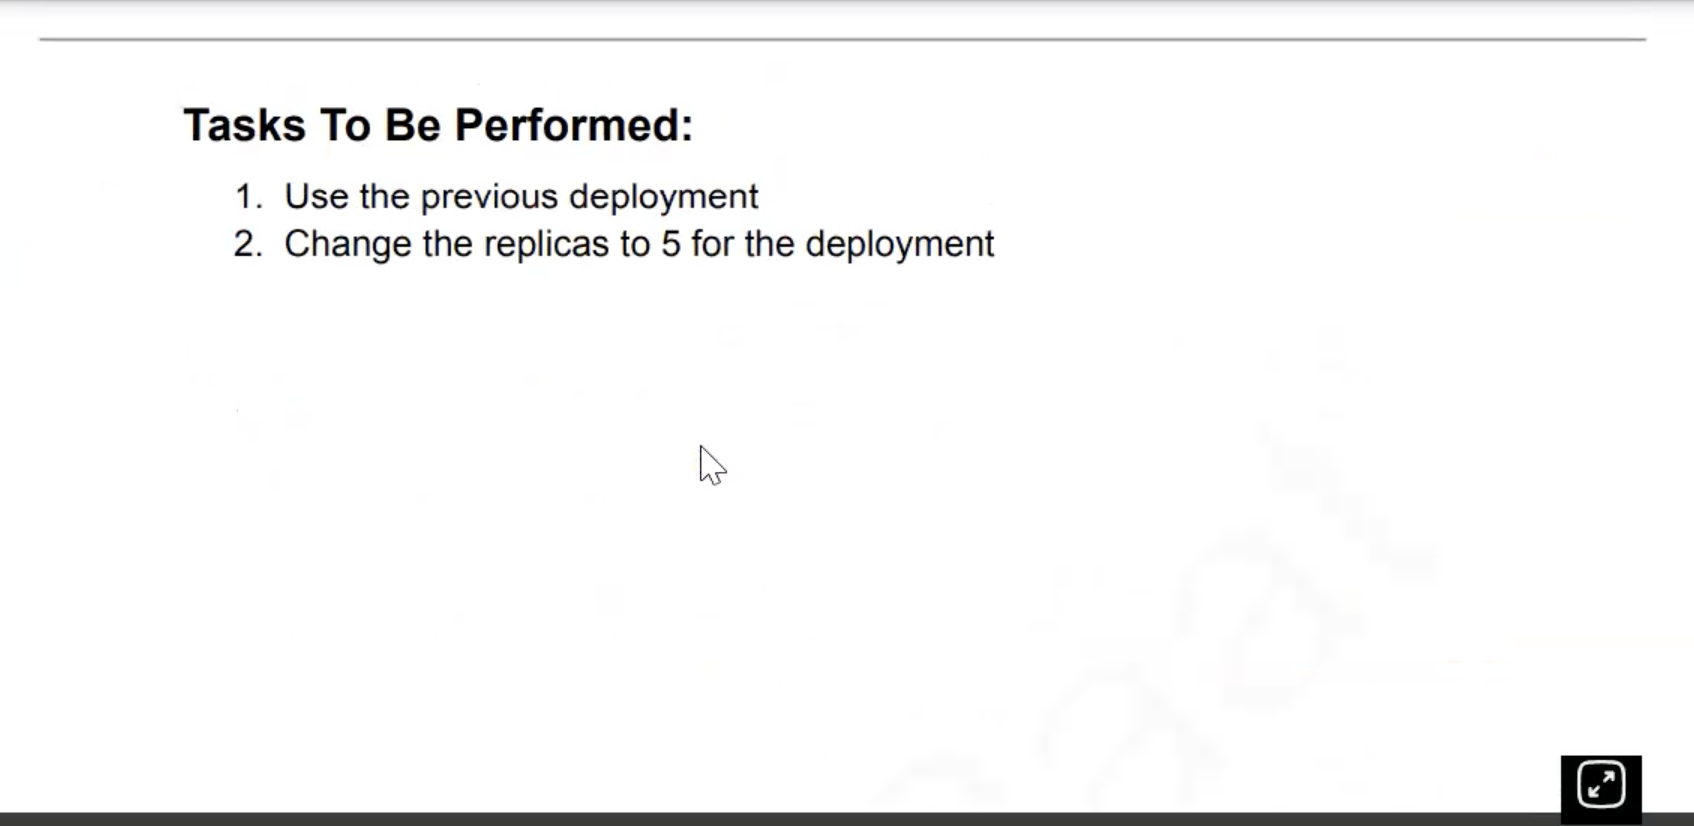 Tasks To Be Performed:
1. Use the previous deployment
2. Change the replicas to 5 for the deployment